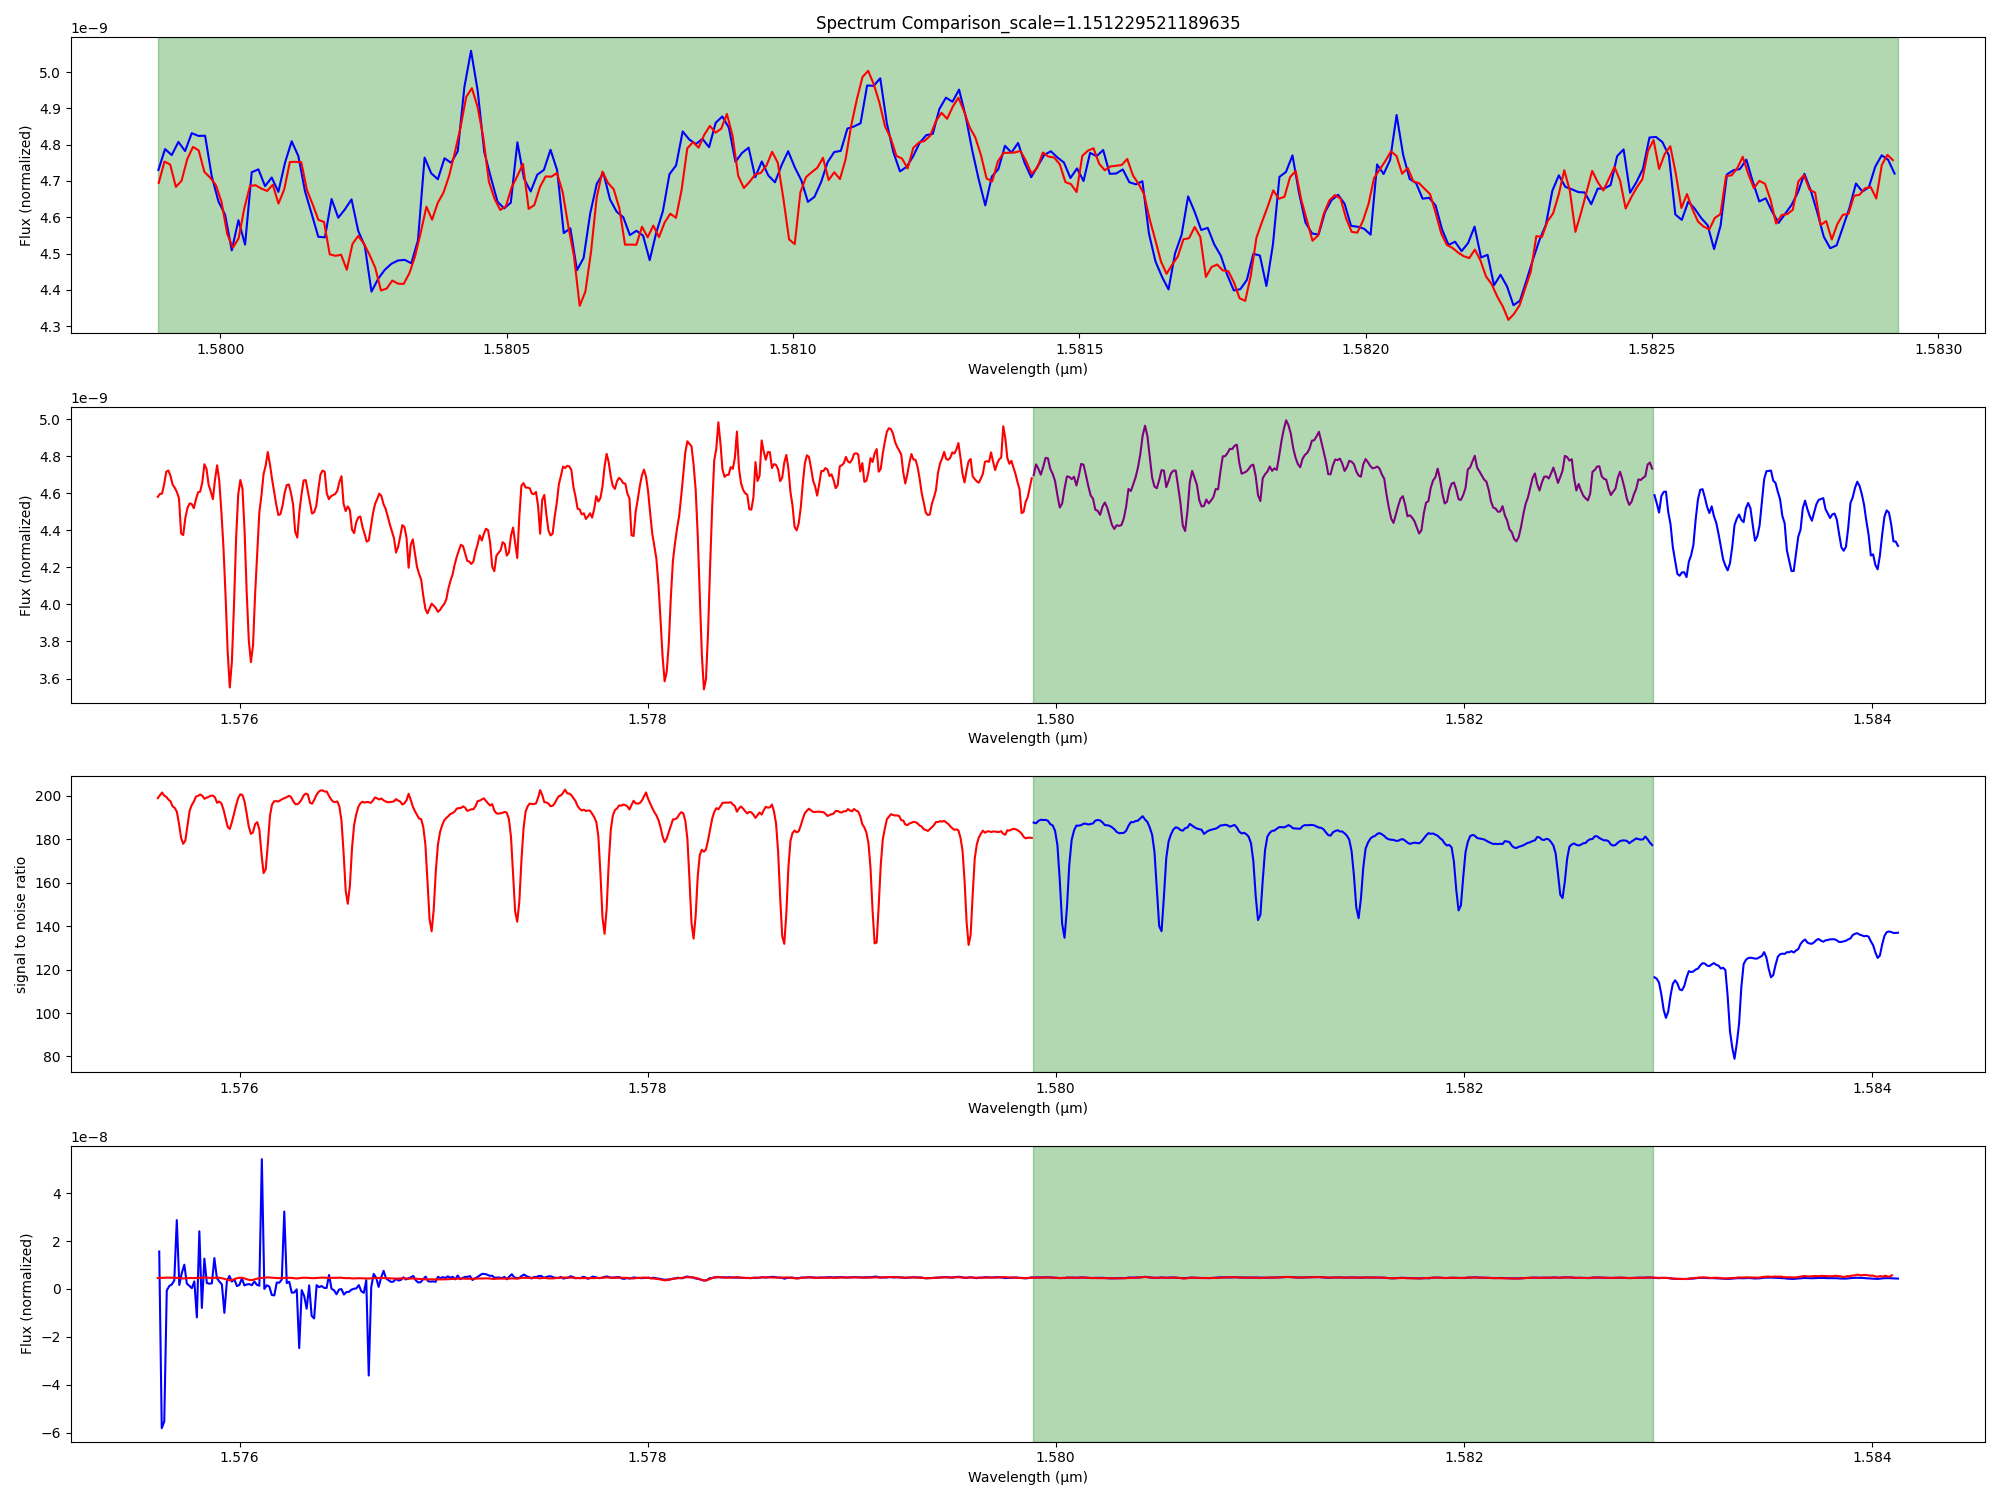 Spectrum Comparison_scale=1.151229521189635
1e−9
5.0
4.9
4.8
4.7
4.6
4.5
4.4
4.3
Flux (normalized)
1.5800 1.5805 1.5810 1.5815 1.5820 1.5825 1.5830
Wavelength (μm)
1e−9
5.0
4.8
4.6
4.4
4.2
4.0
3.8
3.6
Flux (normalized)
1.576 1.578 1.580 1.582 1.584
Wavelength (μm)
200
180
160
140
120
100
80
signal to noise ratio
1.576 1.578 1.580 1.582 1.584
Wavelength (μm)
1e−8
4
2
0
−2
−4
−6
Flux (normalized)
1.576 1.578 1.580 1.582 1.584
Wavelength (μm)